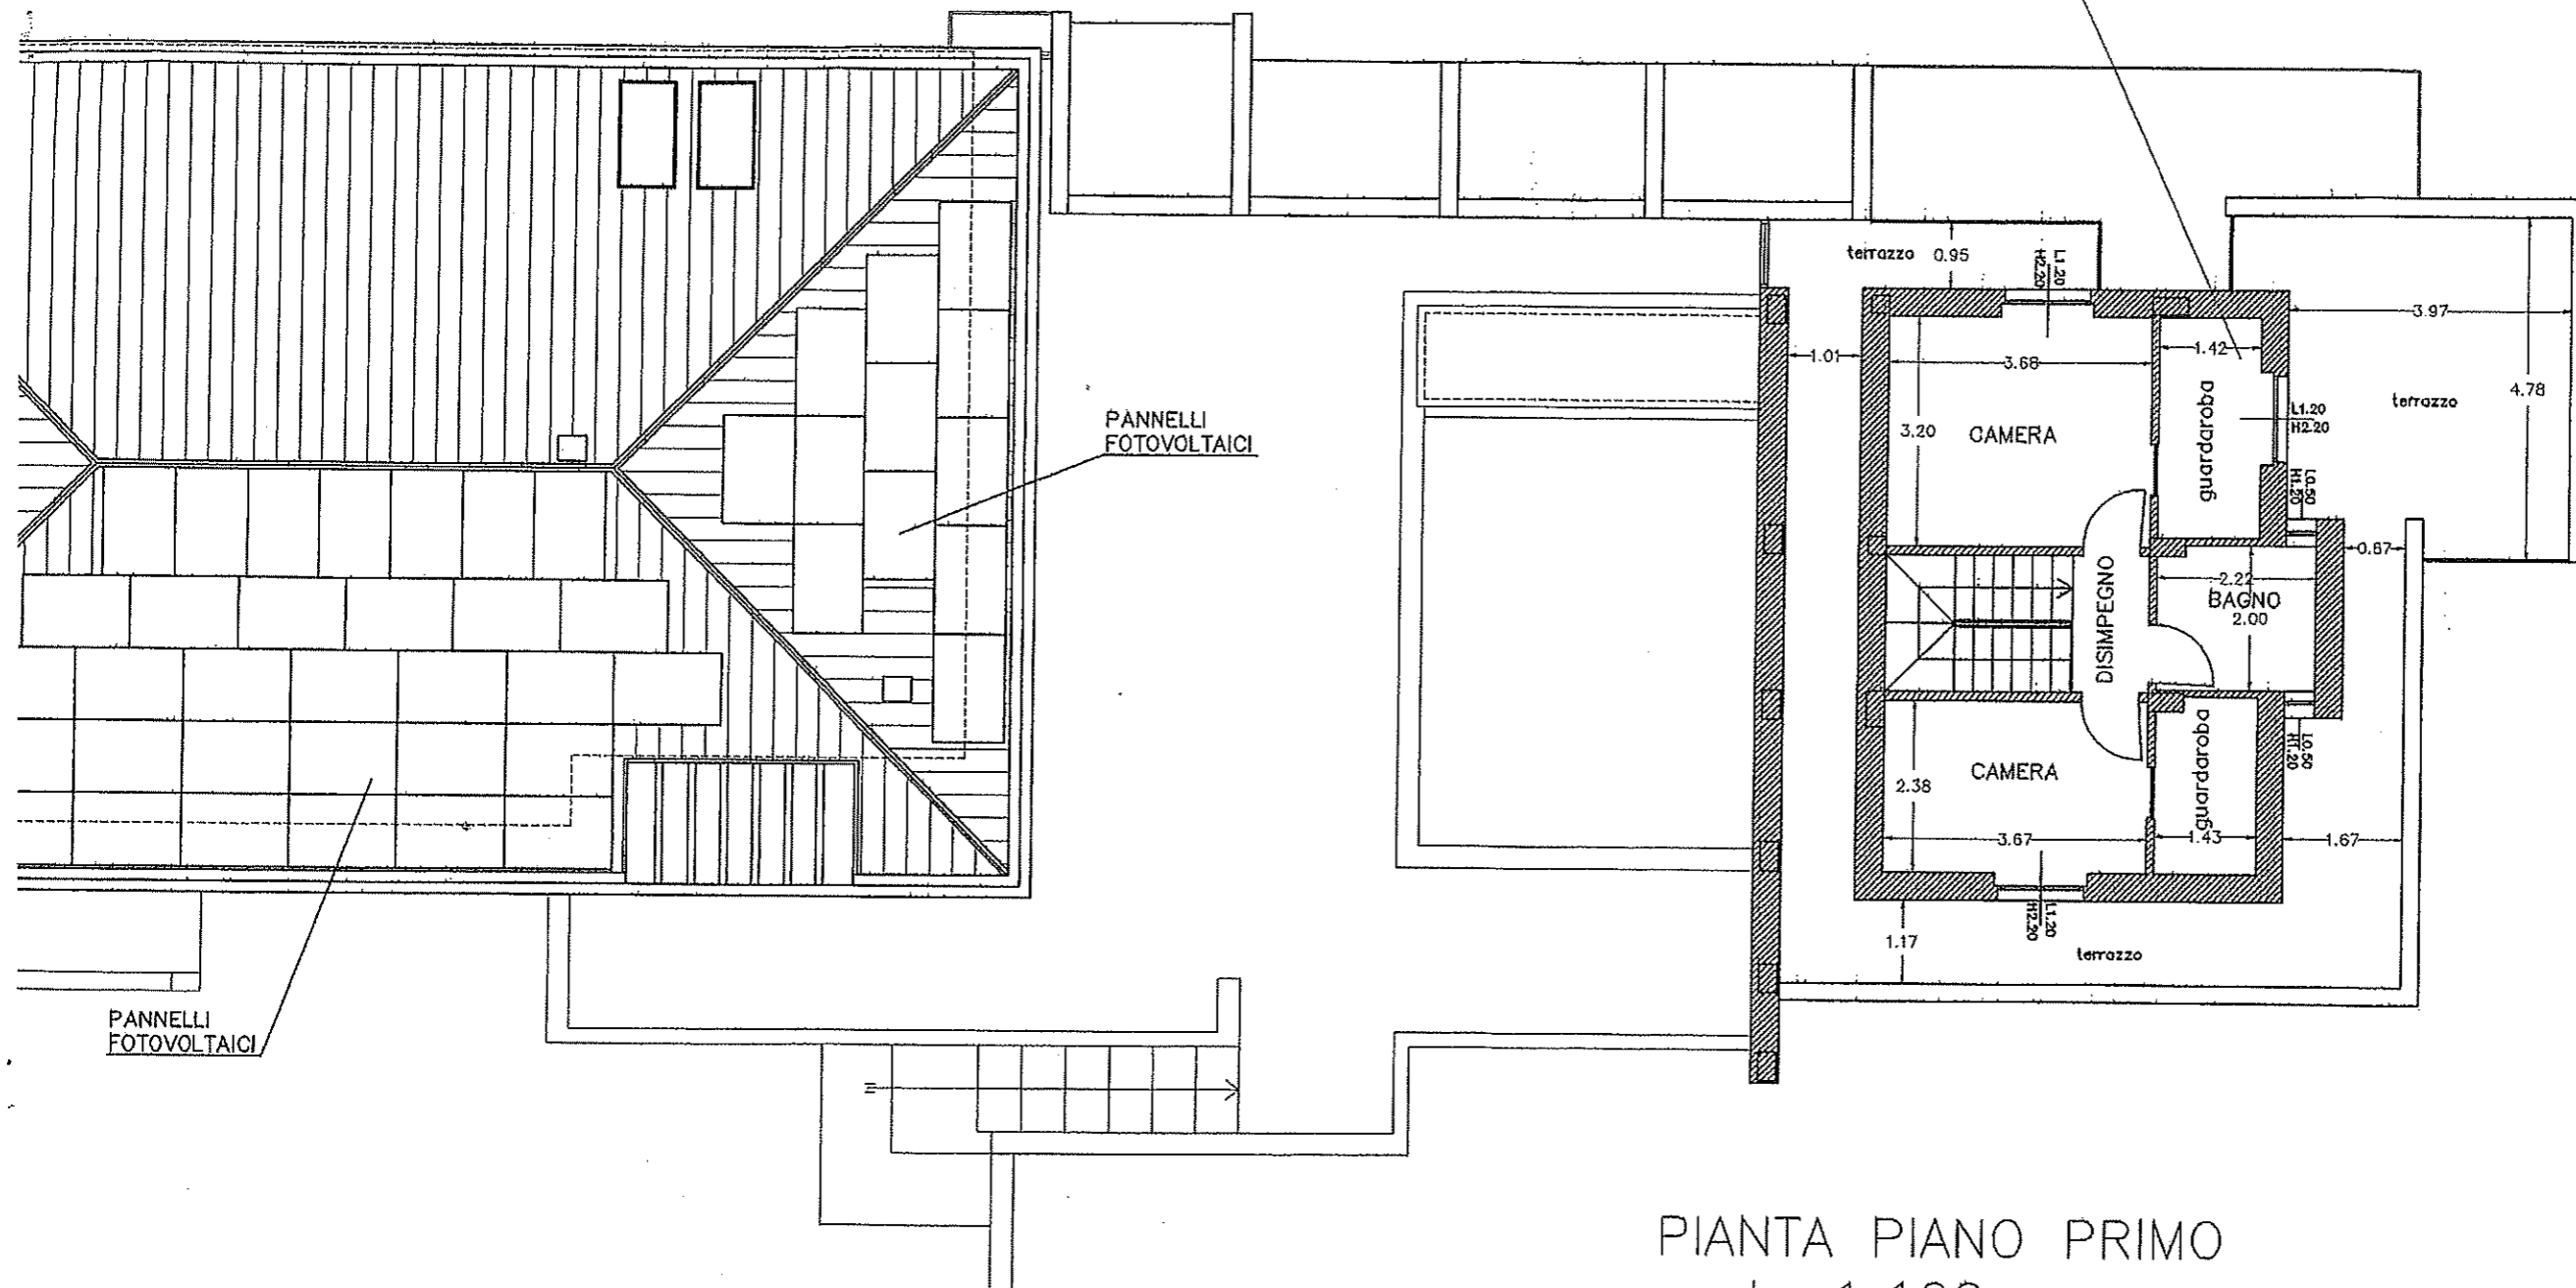 terrazzo 0.95
L1.20
H2.20
3.97
1.01
3.68
1.42
4.78
terrazzo
L1.20
H2.20
guardaroba
3.20
CAMERA
PANNELLI
FOTOVOLTAICI
L0.50
H1.20
0.87
2.22
BAGNO
2.00
DISIMPEGNO
guardaroba
L0.50
H1.20
CAMERA
2.38
3.67
1.43
1.67
L1.20
H2.20
1.17
terrazzo
PANNELLI
FOTOVOLTAICI
PIANTA PIANO PRIMO